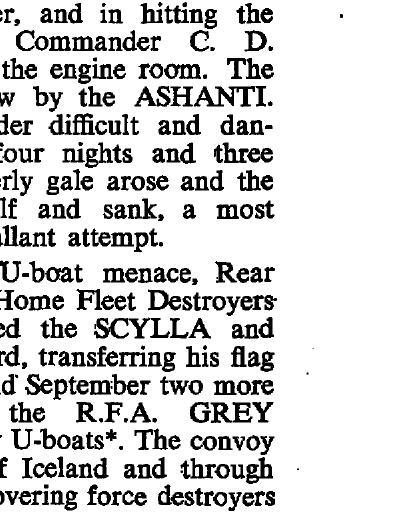 er, and in hitting the
Commander C. D.
the engine room. The
w by the ASHANTI.
der difficult and dan-
four nights and three
erly gale arose and the
lf and sank, a most
allant attempt.
U-boat menace, Rear
Home Fleet Destroyers
ed the SCYLLA and
rd, transferring his flag
nd September two more
the R.F.A. GREY
U-boats*. The convoy
f Iceland and through
overing force destroyers